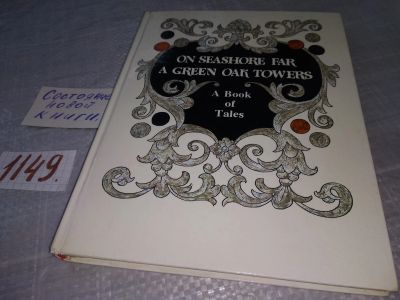 ON SEASHORE FAR
A GREEN OAK TOWERS
A Book
of
Tales
Состояние
новой
книги.
1149.